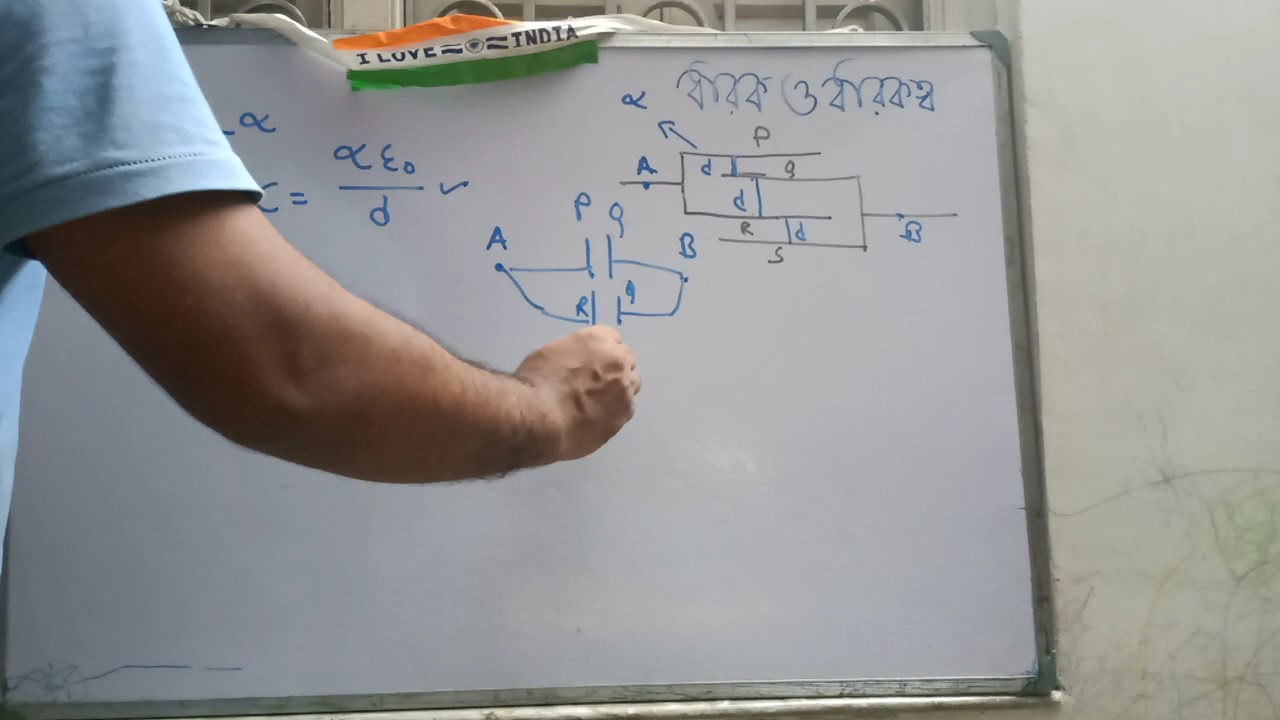 I LOVE INDIA
ধারক ও ধারকত্ব
α
α
C = αε₀/d ✓
P
A d Q
d
R d B
S
P Q
A B
R Q